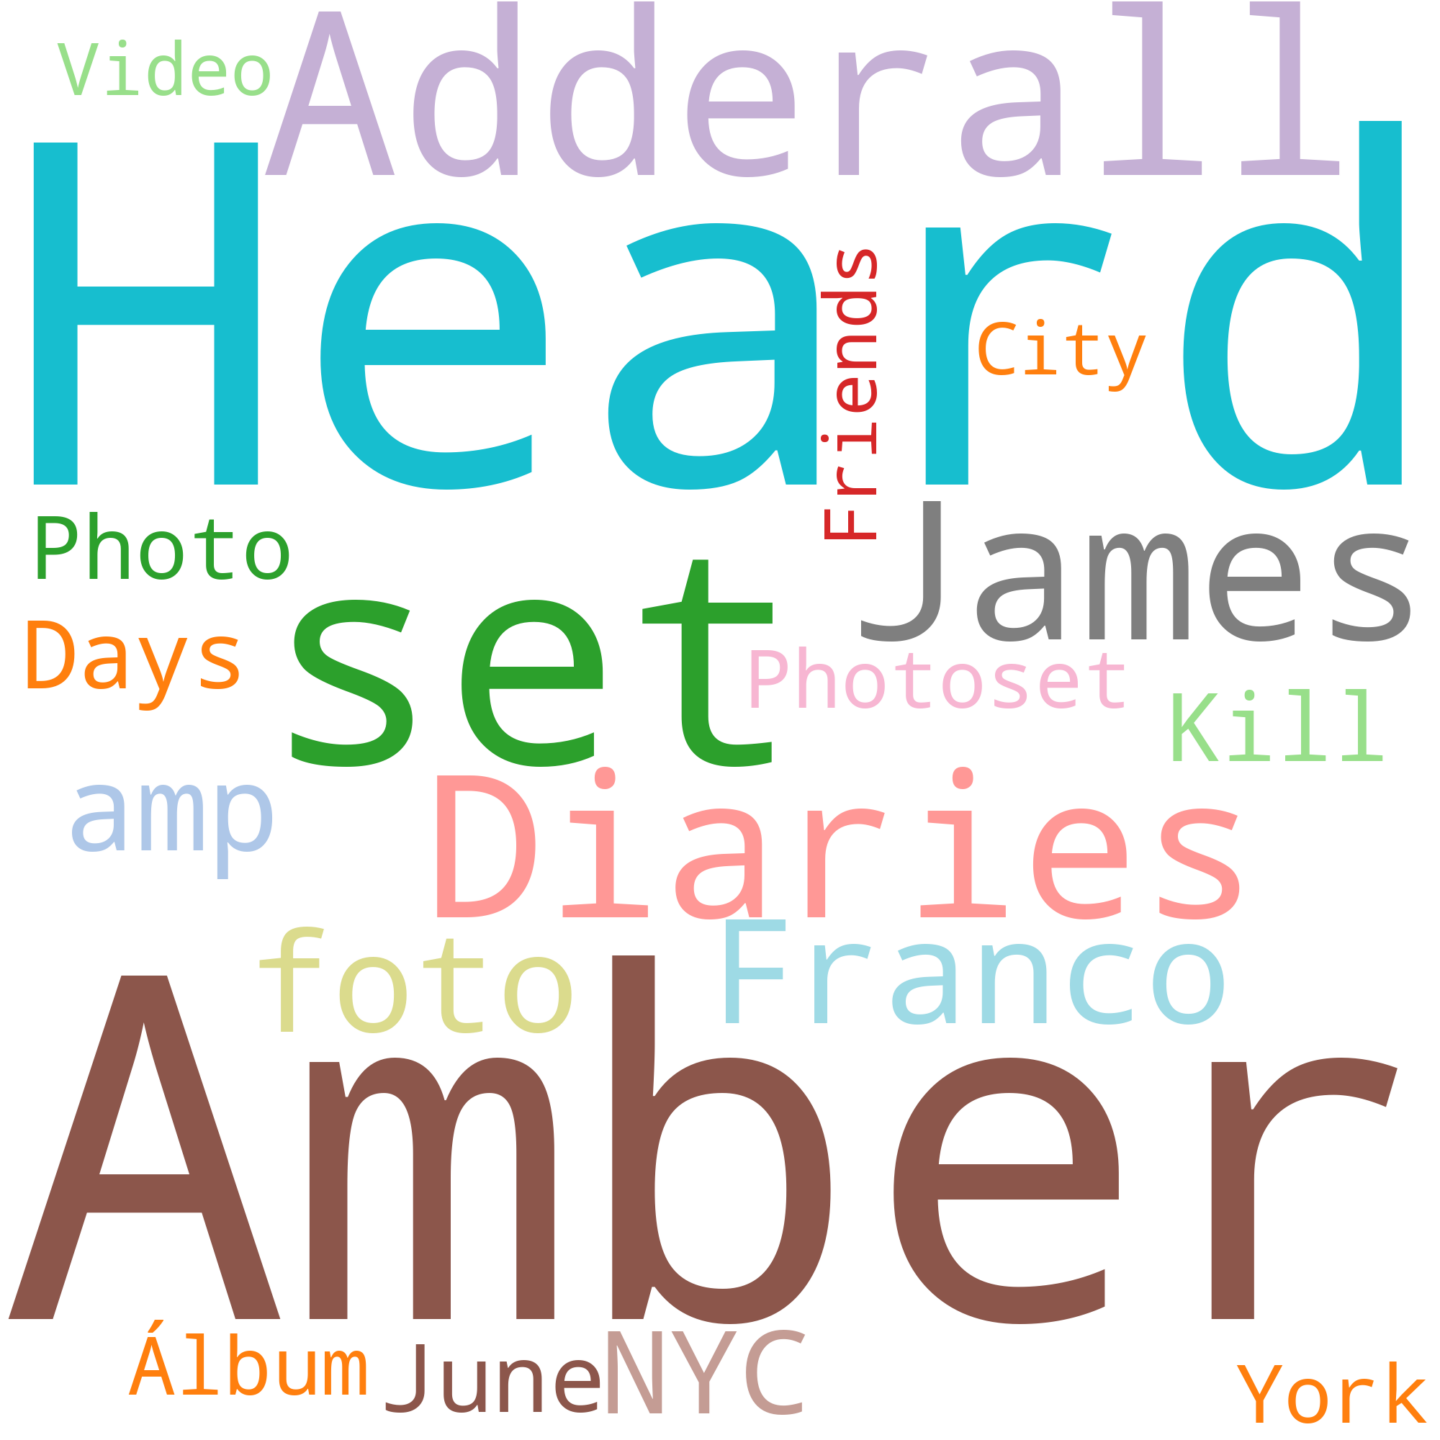 Video
Adderall
Heard
Friends
City
Photo
James
set
Days
Photoset
Kill
amp
Diaries
foto
Franco
Amber
Álbum
June
NYC
York